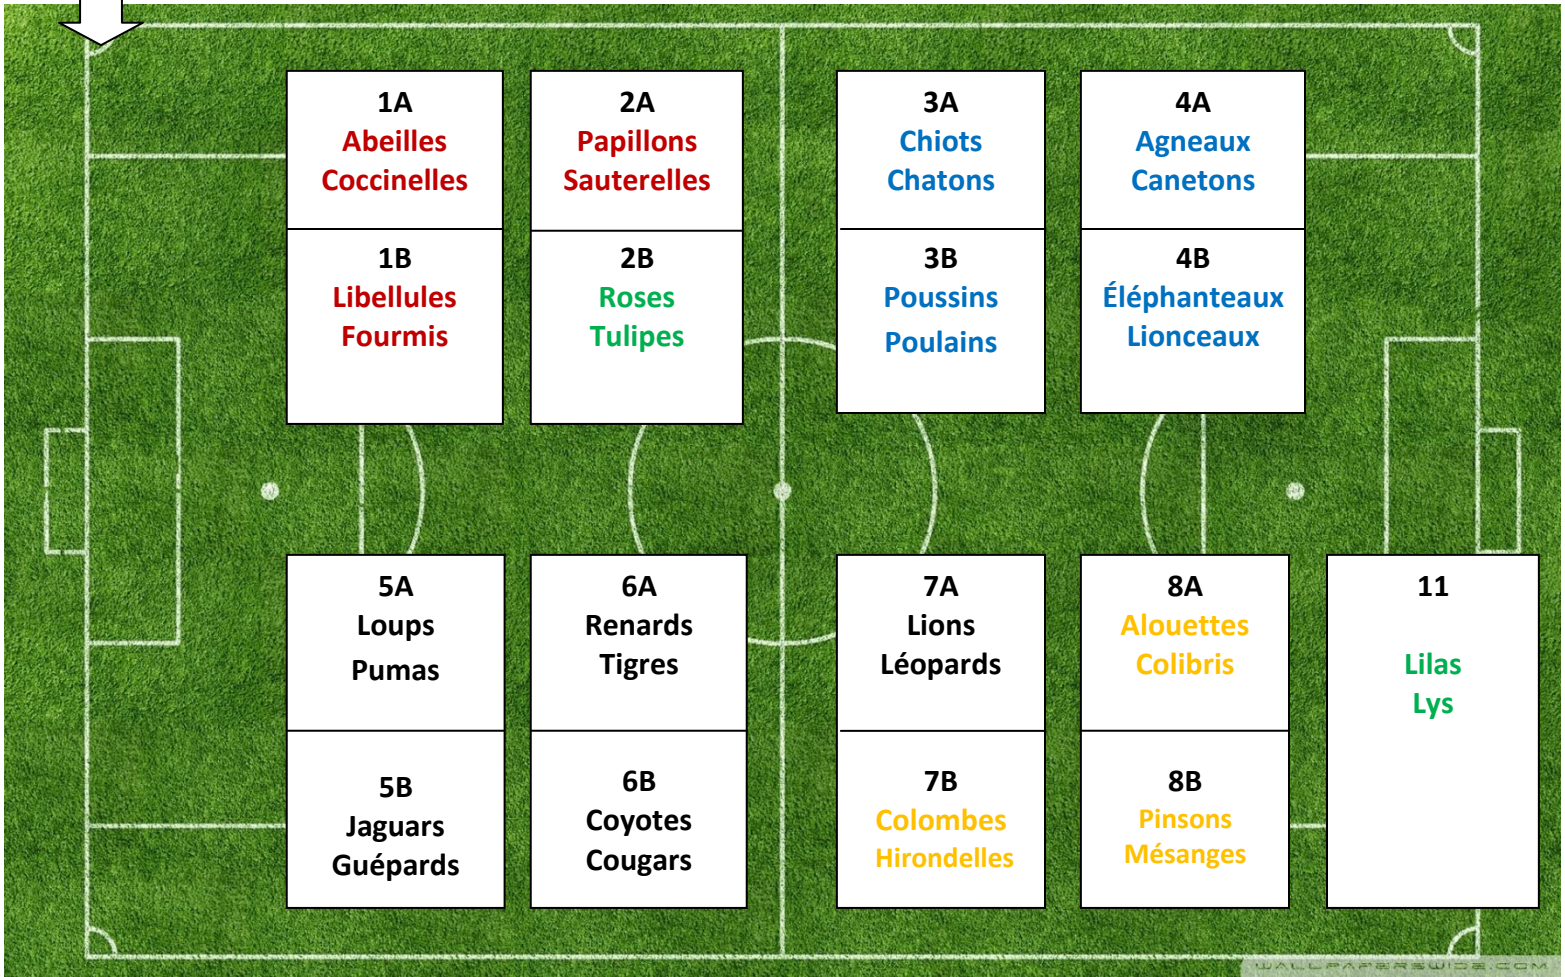 1A
Abeilles
Coccinelles
1B
Libellules
Fourmis
2A
Papillons
Sauterelles
2B
Roses
Tulipes
3A
Chiots
Chatons
3B
Poussins
Poulains
4A
Agneaux
Canetons
4B
Éléphanteaux
Lionceaux
5A
Loups
Pumas
5B
Jaguars
Guépards
6A
Renards
Tigres
6B
Coyotes
Cougars
7A
Lions
Léopards
7B
Colombes
Hirondelles
8A
Alouettes
Colibris
8B
Pinsons
Mésanges
11
Lilas
Lys
WALLPAPERSWIDE.COM